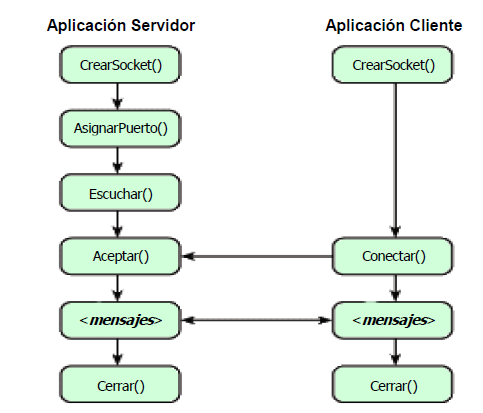 Aplicación Servidor
Aplicación Cliente
CrearSocket()
CrearSocket()
AsignarPuerto()
Escuchar()
Aceptar()
Conectar()
<mensajes>
<mensajes>
Cerrar()
Cerrar()